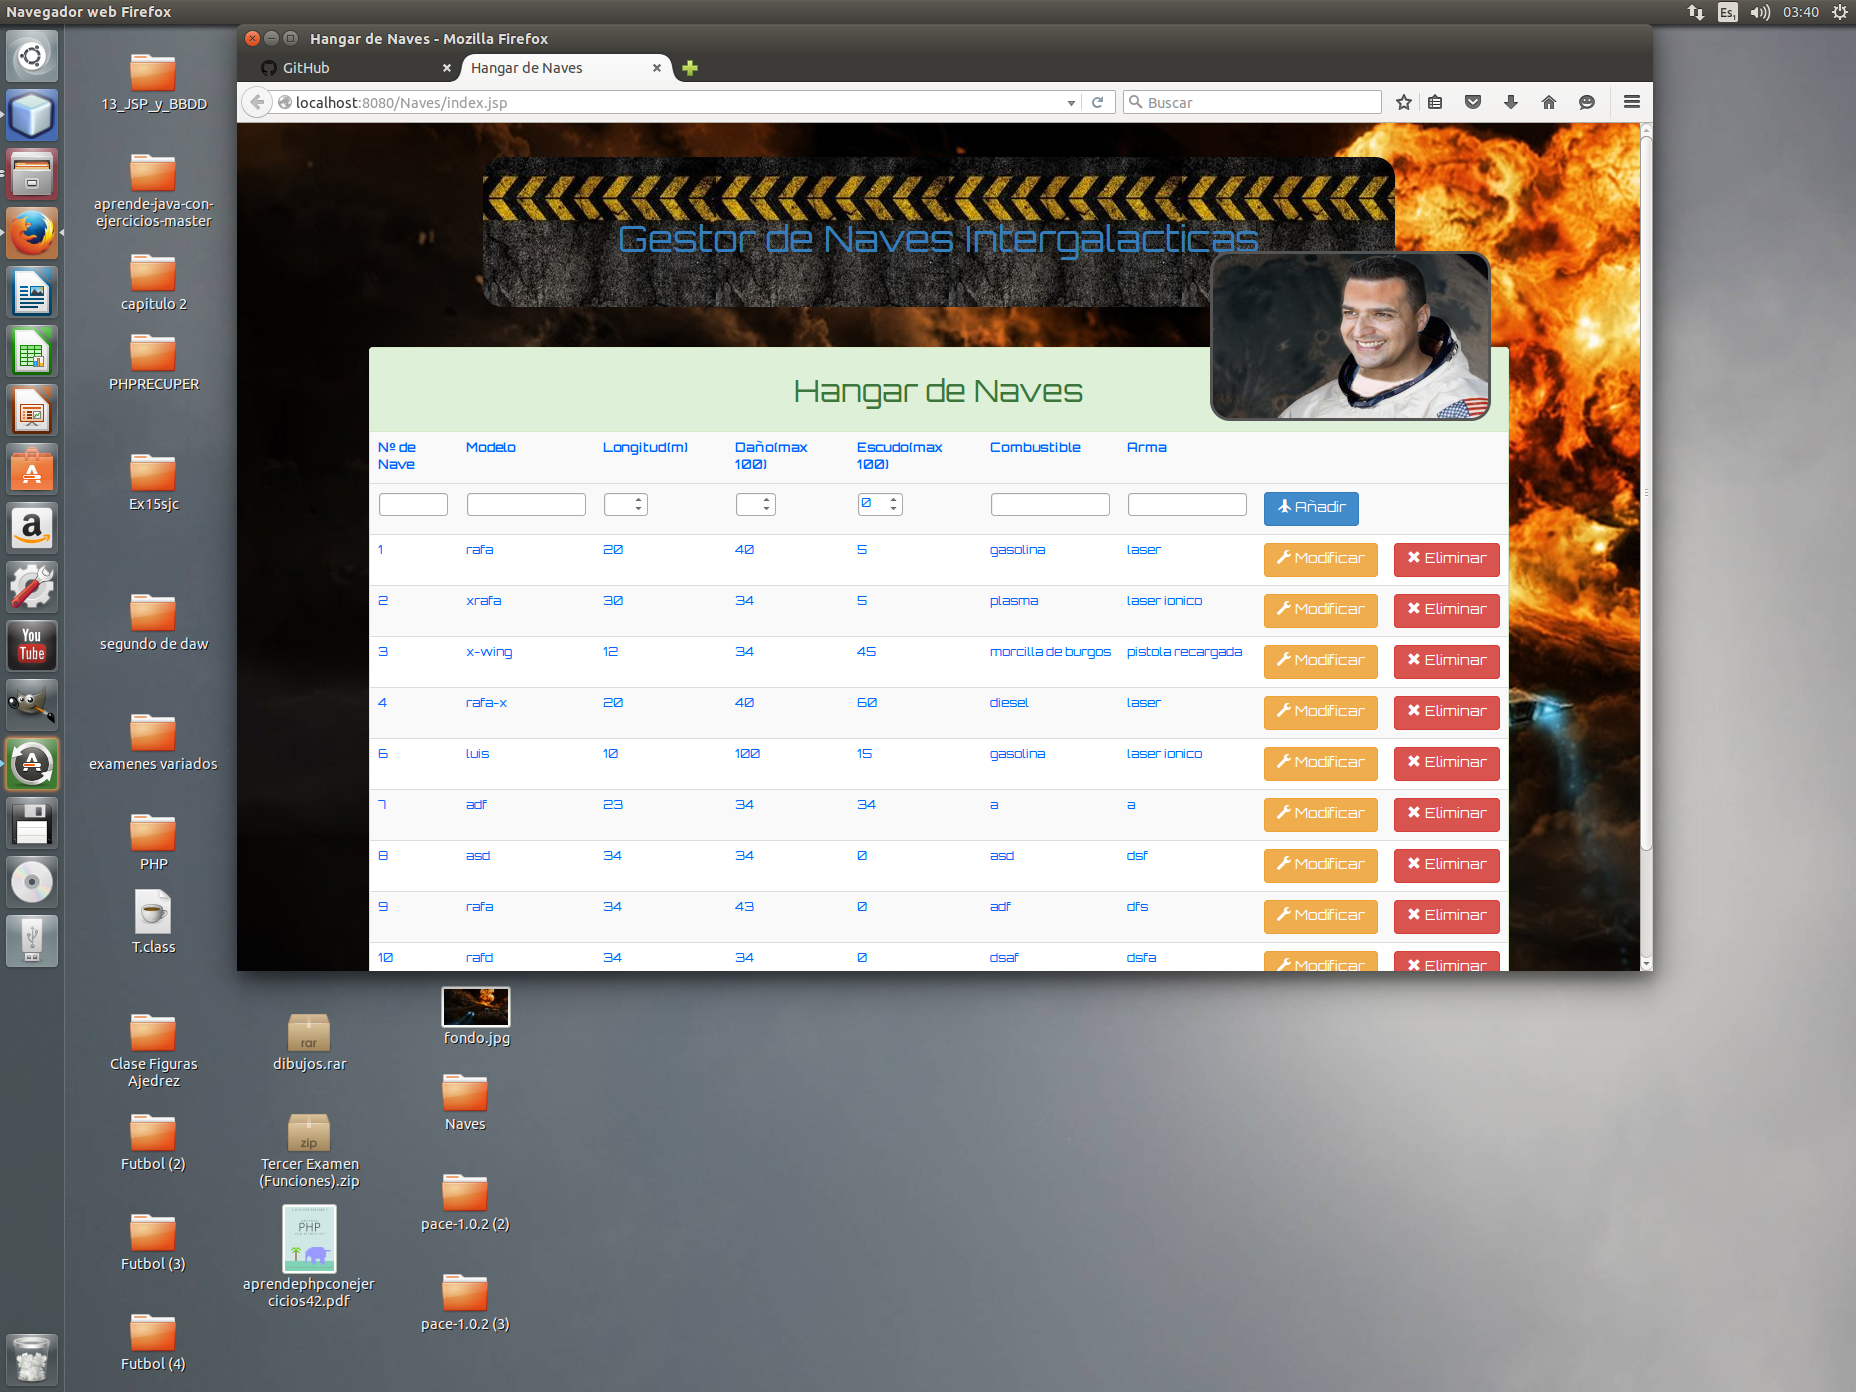 Navegador web Firefox
Es1
03:40
Hangar de Naves - Mozilla Firefox
GitHub
Hangar de Naves
localhost:8080/Naves/index.jsp
Buscar
Gestor de Naves Intergalacticas
Hangar de Naves
Nº de Nave Modelo Longitud(m) Daño(max 100) Escudo(max 100) Combustible Arma
0 Añadir
1 rafa 20 40 5 gasolina laser Modificar Eliminar
2 xrafa 30 34 5 plasma laser ionico Modificar Eliminar
3 x-wing 12 34 45 morcilla de burgos pistola recargada Modificar Eliminar
4 rafa-x 20 40 60 diesel laser Modificar Eliminar
6 luis 10 100 15 gasolina laser ionico Modificar Eliminar
7 adf 23 34 34 a a Modificar Eliminar
8 asd 34 34 0 asd dsf Modificar Eliminar
9 rafa 34 43 0 adf dfs Modificar Eliminar
10 rafd 34 34 0 dsaf dsfa Modificar Eliminar
13_JSP_y_BBDD
aprende-java-con-
ejercicios-master
capitulo 2
PHPRECUPER
Ex15sjc
segundo de daw
examenes variados
PHP
T.class
Clase Figuras
Ajedrez
Futbol (2)
Futbol (3)
Futbol (4)
rar
dibujos.rar
zip
Tercer Examen
(Funciones).zip
PHP
aprendephpconejer
cicios42.pdf
fondo.jpg
Naves
pace-1.0.2 (2)
pace-1.0.2 (3)
a
You
Tube